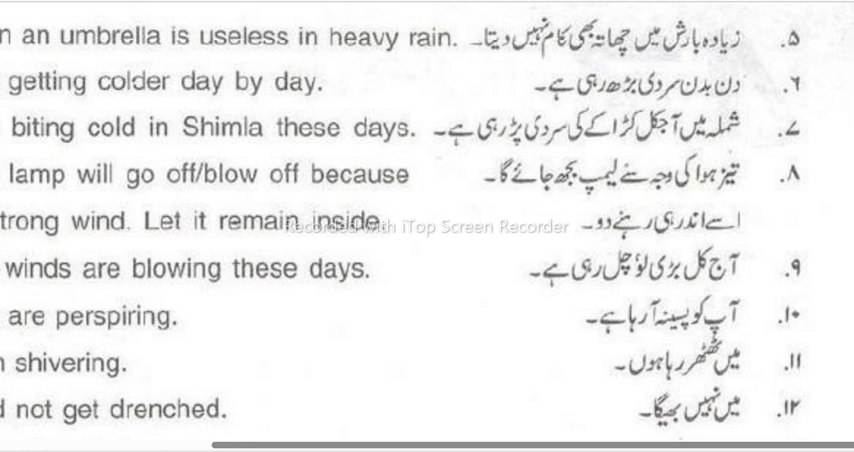 n an umbrella is useless in heavy rain. زیادہ بارش میں چھاتہ بھی کام نہیں دیتا۔ .۵
getting colder day by day. دن بدن سردی بڑھ رہی ہے۔ .۶
biting cold in Shimla these days. شملہ میں آجکل کڑاکے کی سردی پڑ رہی ہے۔ .۷
lamp will go off/blow off because تیز ہوا کی وجہ سے لیمپ بجھ جائے گا۔ .۸
trong wind. Let it remain inside اسے اندر ہی رہنے دو۔
Recorded with iTop Screen Recorder
winds are blowing these days. آج کل بڑی لُو چل رہی ہے۔ .۹
are perspiring. آپ کو پسینہ آ رہا ہے۔ .۱۰
shivering. میں ٹھٹھر رہا ہوں۔ .۱۱
d not get drenched. میں نہیں بھیگا۔ .۱۲